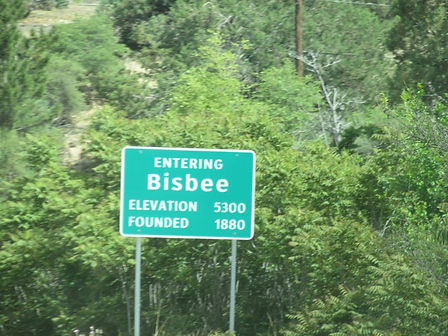 ENTERING
Bisbee
ELEVATION 5300
FOUNDED 1880